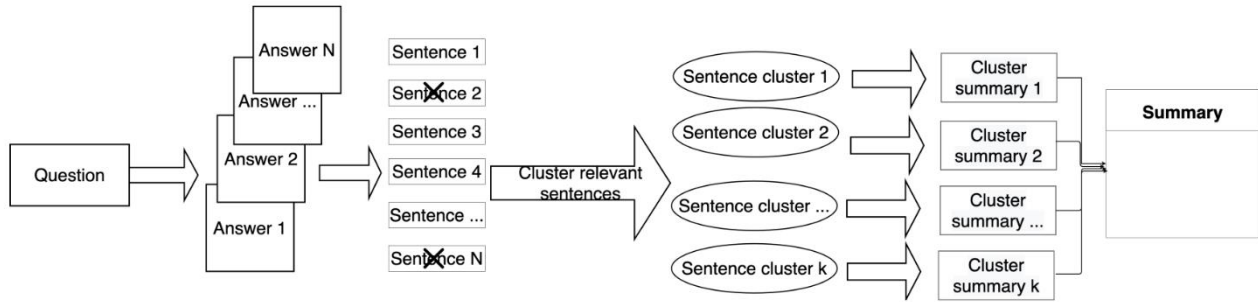 Question
Answer N
Answer ...
Answer 2
Answer 1
Sentence 1
Sentence 2
Sentence 3
Sentence 4
Sentence ...
Sentence N
Cluster relevant
sentences
Sentence cluster 1
Sentence cluster 2
Sentence cluster ...
Sentence cluster k
Cluster
summary 1
Cluster
summary 2
Cluster
summary ...
Cluster
summary k
Summary